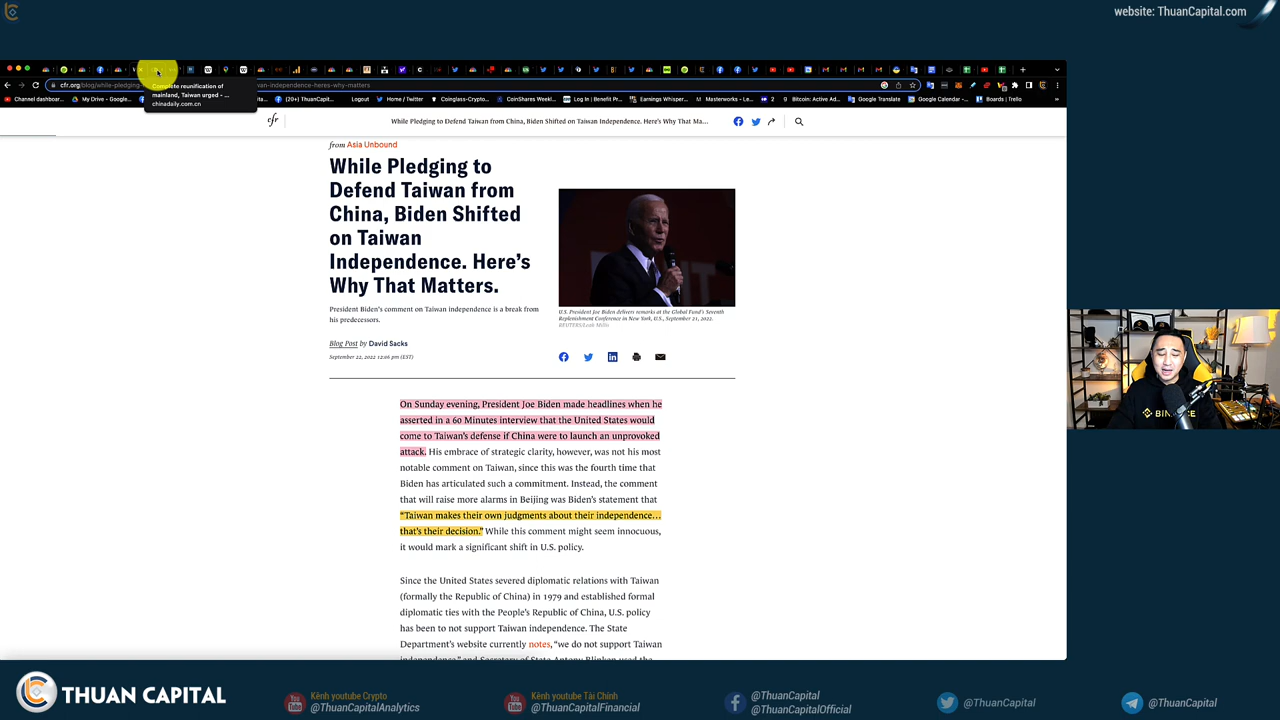 website: ThuanCapital.com
Complete reunification of
mainland, Taiwan urged - ...
chinadaily.com.cn
cfr.org/blog/while-pledging-
van-independence-heres-why-matters
Channel dashboard...
My Drive - Google...
(20+) ThuanCapit...
Logout
Home / Twitter
Coinglass-Crypto...
CoinShares Weekl...
Log In | Benefit Pr...
Earnings Whisper...
Masterworks - Le...
2
Bitcoin: Active Ad...
Google Translate
Google Calendar -...
Boards | Trello
cfr
While Pledging to Defend Taiwan from China, Biden Shifted on Taiwan Independence. Here's Why That Ma...
from Asia Unbound
While Pledging to
Defend Taiwan from
China, Biden Shifted
on Taiwan
Independence. Here's
Why That Matters.
President Biden's comment on Taiwan independence is a break from
his predecessors.
Blog Post by David Sacks
September 22, 2022 12:46 pm (EST)
U.S. President Joe Biden delivers remarks at the Global Fund's Seventh
Replenishment Conference in New York, U.S., September 21, 2022.
REUTERS/Leah Millis
On Sunday evening, President Joe Biden made headlines when he
asserted in a 60 Minutes interview that the United States would
come to Taiwan's defense if China were to launch an unprovoked
attack. His embrace of strategic clarity, however, was not his most
notable comment on Taiwan, since this was the fourth time that
Biden has articulated such a commitment. Instead, the comment
that will raise more alarms in Beijing was Biden's statement that
“Taiwan makes their own judgments about their independence…
that's their decision.” While this comment might seem innocuous,
it would mark a significant shift in U.S. policy.
Since the United States severed diplomatic relations with Taiwan
(formally the Republic of China) in 1979 and established formal
diplomatic ties with the People's Republic of China, U.S. policy
has been to not support Taiwan independence. The State
Department's website currently notes, “we do not support Taiwan
independence,” and Secretary of State Antony Blinken used the
THUAN CAPITAL
Kênh youtube Crypto
@ThuanCapitalAnalytics
Kênh youtube Tài Chính
@ThuanCapitalFinancial
@ThuanCapital
@ThuanCapitalOfficial
@ThuanCapital
@ThuanCapital